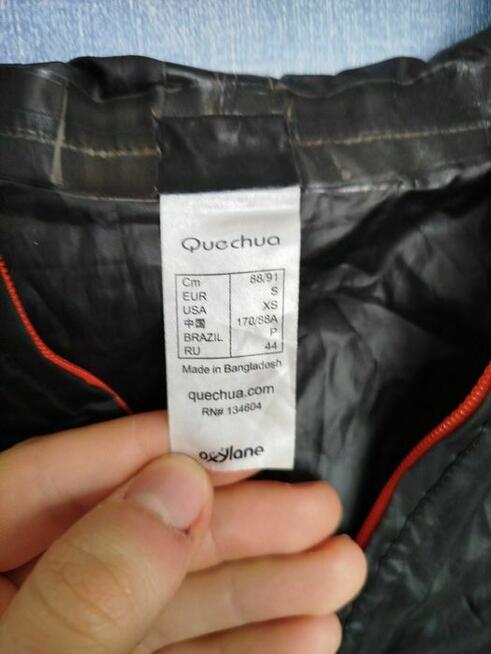 Quechua
Cm 88/91
EUR S
USA XS
中国 170/88A
BRAZIL P
RU 44
Made in Bangladesh
quechua.com
RN# 134604
oxylane